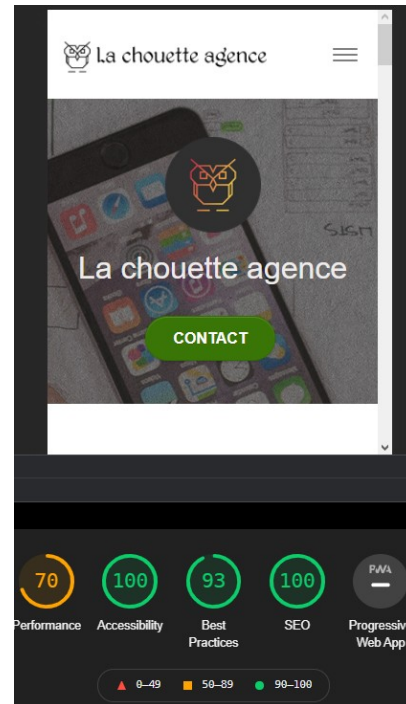 La chouette agence
La chouette agence
CONTACT
70 100 93 100 PWA
Performance Accessibility Best Practices SEO Progressiv Web App
0–49 50–89 90–100